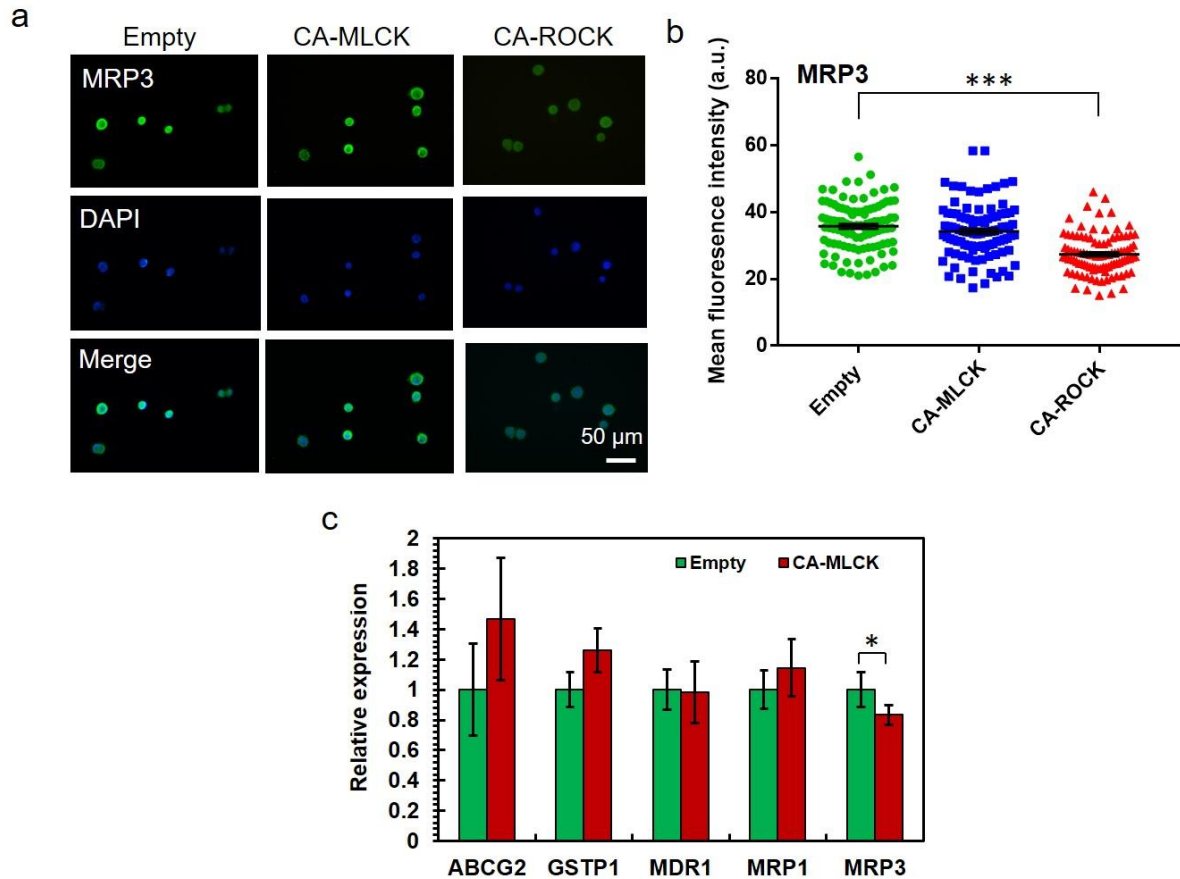 a
Empty CA-MLCK CA-ROCK
MRP3
DAPI
Merge
50 µm
b
Mean fluorescence intensity (a.u.)
MRP3
***
80
60
40
20
0
Empty CA-MLCK CA-ROCK
c
Relative expression
2
1.8
1.6
1.4
1.2
1
0.8
0.6
0.4
0.2
0
Empty CA-MLCK
*
ABCG2 GSTP1 MDR1 MRP1 MRP3